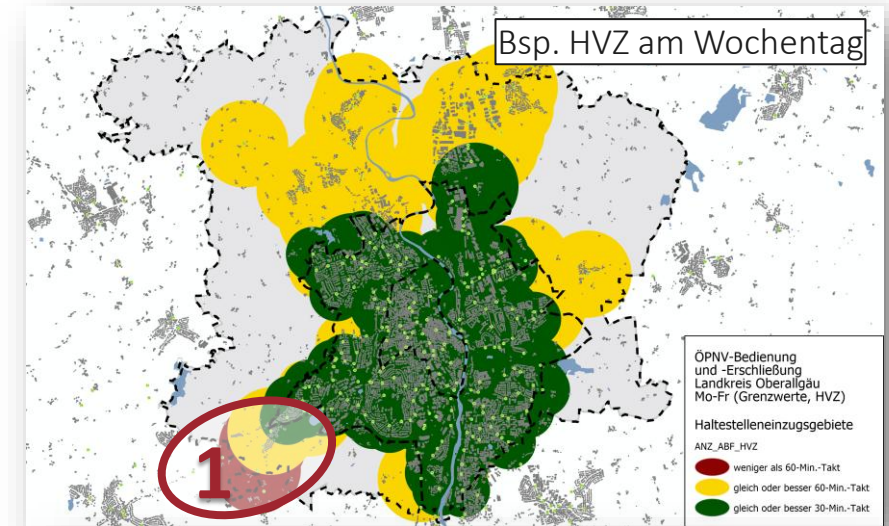 Bsp. HVZ am Wochentag
1
ÖPNV-Bedienung
und -Erschließung
Landkreis Oberallgäu
Mo-Fr (Grenzwerte, HVZ)
Haltestelleneinzugsgebiete
ANZ_ABF_HVZ
weniger als 60-Min.-Takt
gleich oder besser 60-Min.-Takt
gleich oder besser 30-Min.-Takt